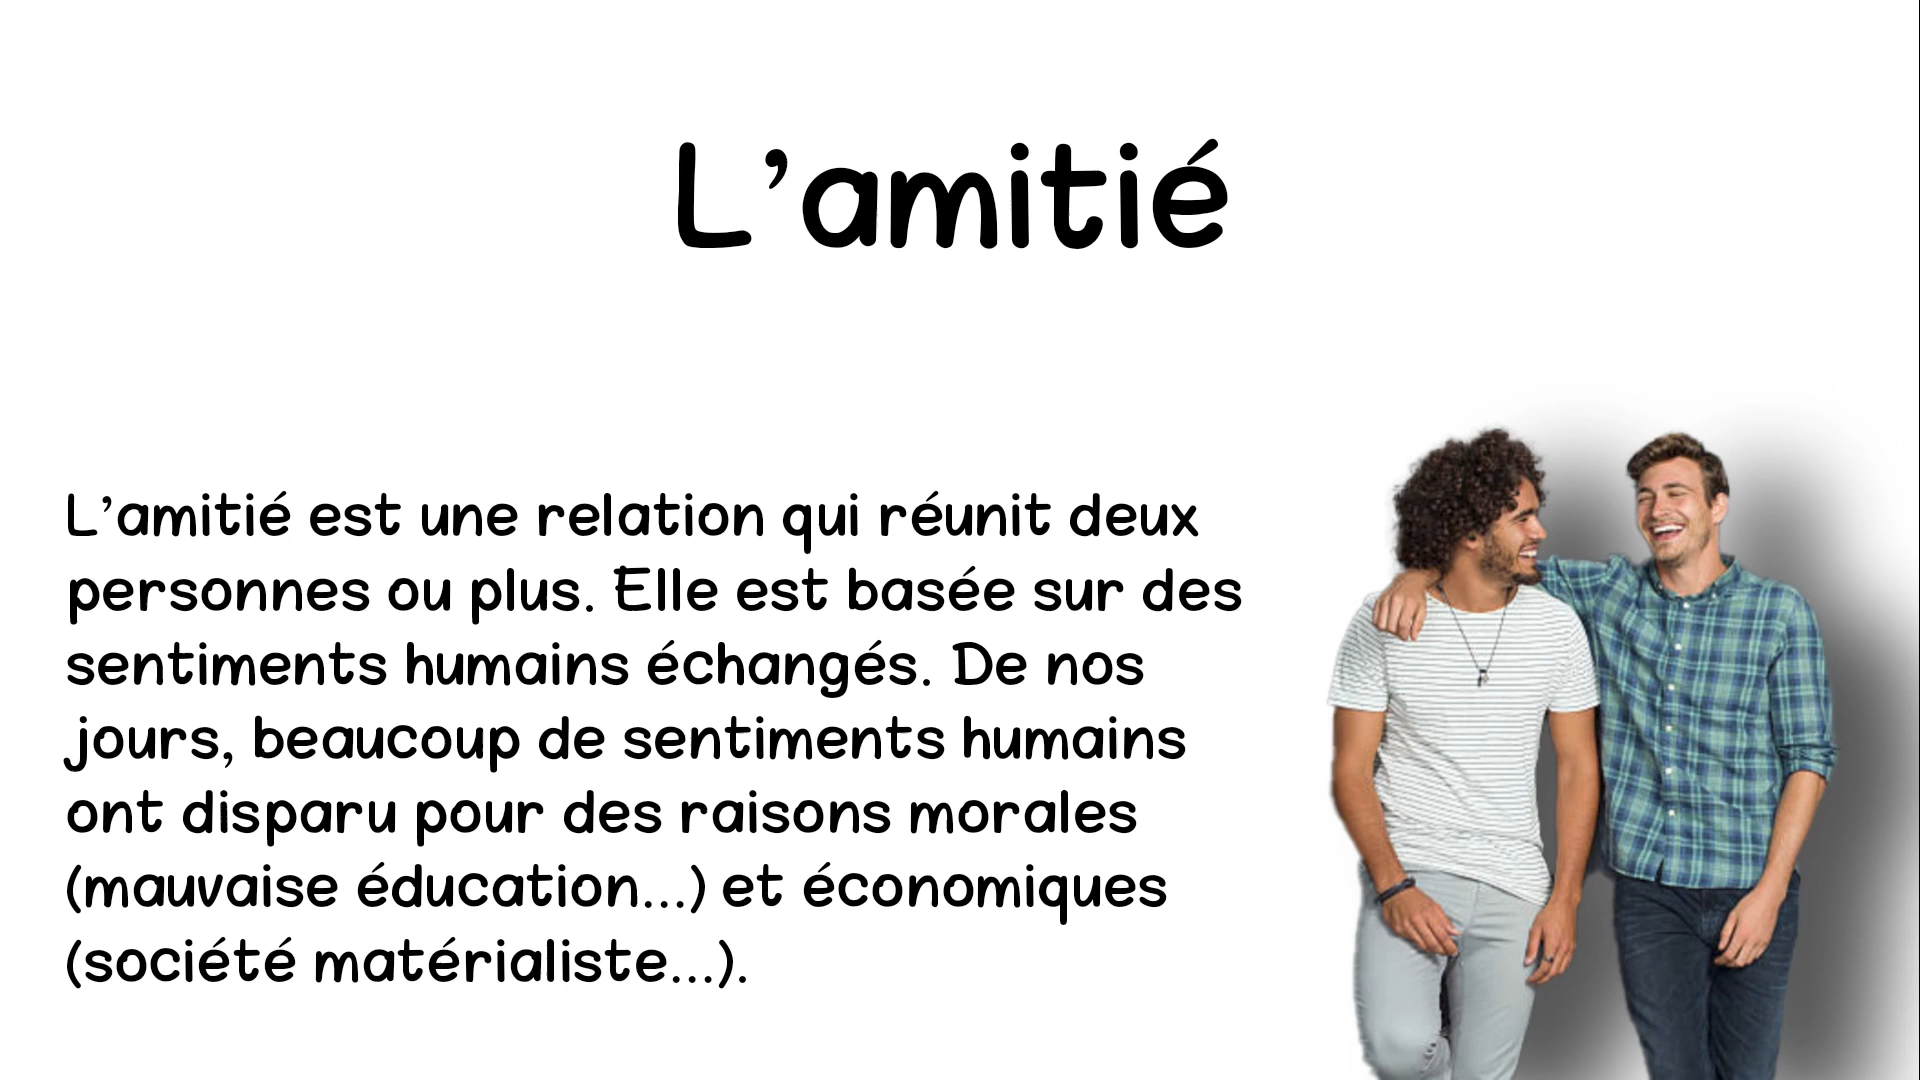 L’amitié
L’amitié est une relation qui réunit deux
personnes ou plus. Elle est basée sur des
sentiments humains échangés. De nos
jours, beaucoup de sentiments humains
ont disparu pour des raisons morales
(mauvaise éducation...) et économiques
(société matérialiste...).